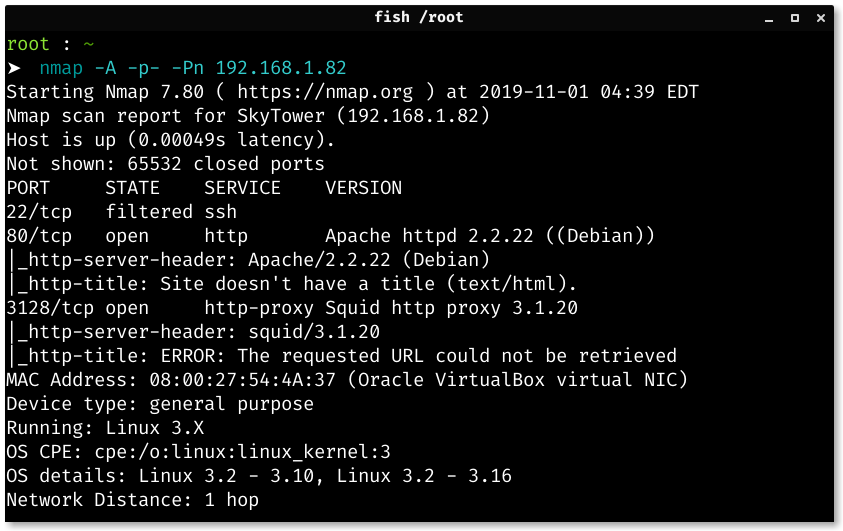 fish /root
root : ~
➤  nmap -A -p- -Pn 192.168.1.82
Starting Nmap 7.80 ( https://nmap.org ) at 2019-11-01 04:39 EDT
Nmap scan report for SkyTower (192.168.1.82)
Host is up (0.00049s latency).
Not shown: 65532 closed ports
PORT     STATE    SERVICE    VERSION
22/tcp   filtered ssh
80/tcp   open     http       Apache httpd 2.2.22 ((Debian))
|_http-server-header: Apache/2.2.22 (Debian)
|_http-title: Site doesn't have a title (text/html).
3128/tcp open     http-proxy Squid http proxy 3.1.20
|_http-server-header: squid/3.1.20
|_http-title: ERROR: The requested URL could not be retrieved
MAC Address: 08:00:27:54:4A:37 (Oracle VirtualBox virtual NIC)
Device type: general purpose
Running: Linux 3.X
OS CPE: cpe:/o:linux:linux_kernel:3
OS details: Linux 3.2 - 3.10, Linux 3.2 - 3.16
Network Distance: 1 hop